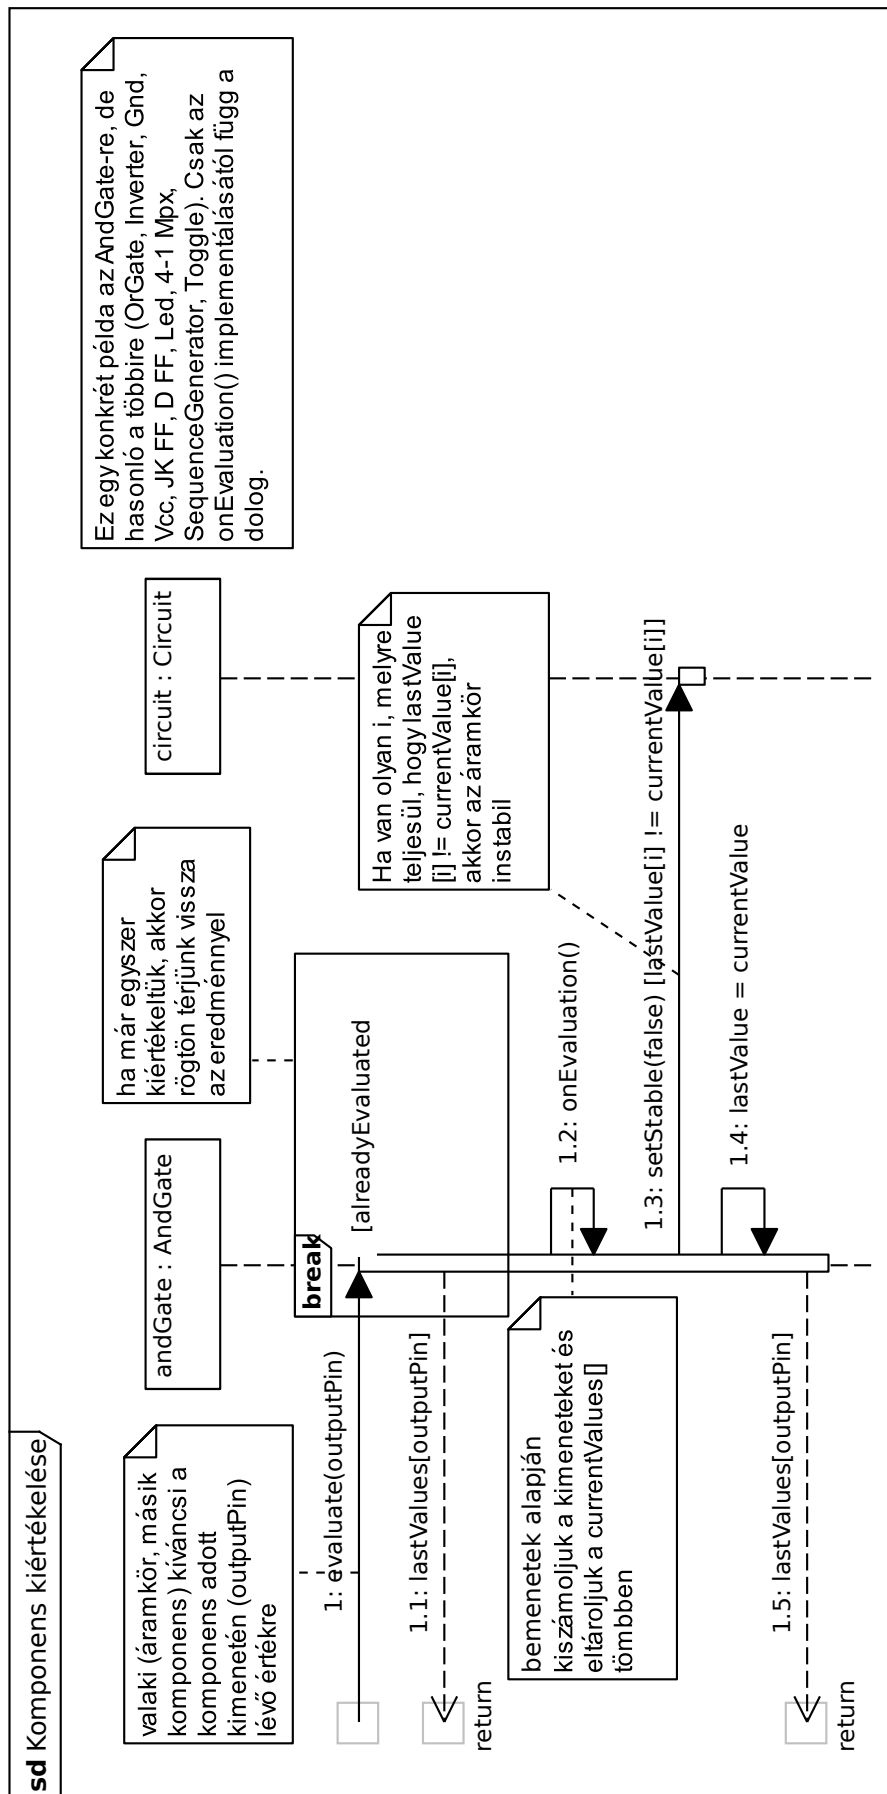 sd Komponens kiértékelése
valaki (áramkör, másik
komponens) kíváncsi a
komponens adott
kimenetén (outputPin)
lévő értékre
andGate : AndGate
ha már egyszer
kiértékeltük, akkor
rögtön térjünk vissza
az eredménnyel
circuit : Circuit
Ez egy konkrét példa az AndGate-re, de
hasonló a többire (OrGate, Inverter, Gnd,
Vcc, JK FF, D FF, Led, 4-1 Mpx,
SequenceGenerator, Toggle). Csak az
onEvaluation() implementálásától függ a
dolog.
break
[alreadyEvaluated
1: evaluate(outputPin)
1.1: lastValues[outputPin]
return
Ha van olyan i, melyre
teljesül, hogy lastValue
[i] != currentValue[i],
akkor az áramkör
instabil
bemenetek alapján
kiszámoljuk a kimeneteket és
eltároljuk a currentValues[]
tömbben
1.2: onEvaluation()
1.3: setStable(false) [lastValue[i] != currentValue[i]]
1.4: lastValue = currentValue
1.5: lastValues[outputPin]
return